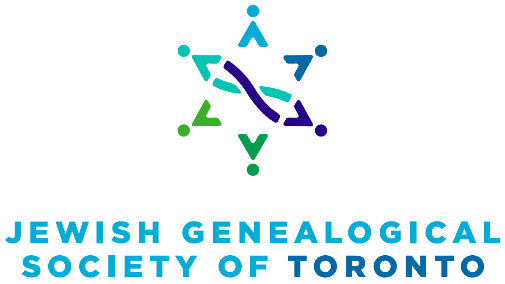 JEWISH GENEALOGICAL
SOCIETY OF TORONTO